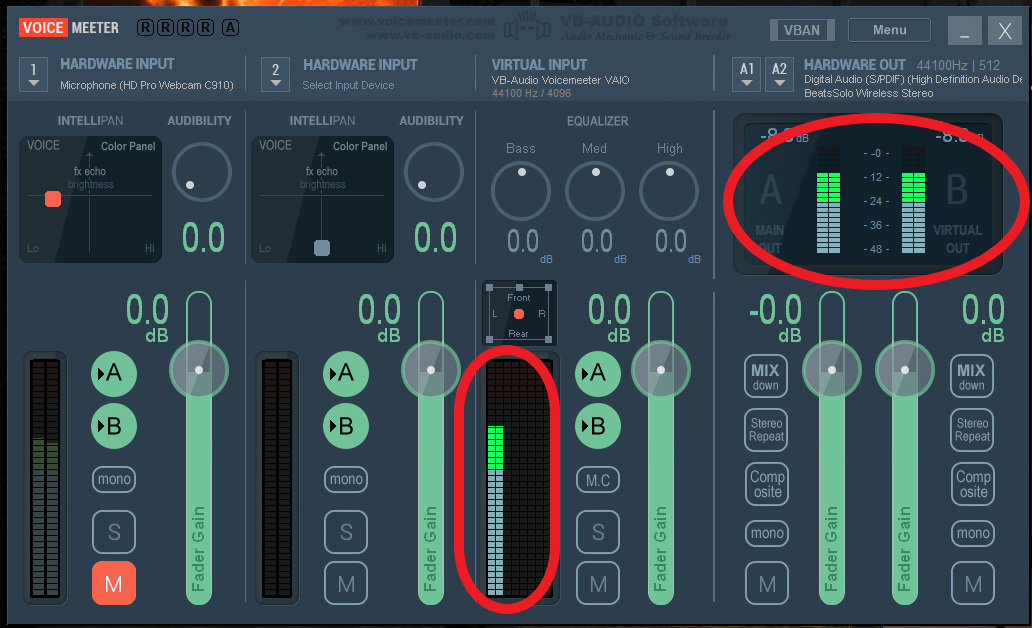 VOICE MEETER R R R R A
www.voicemeeter.com
www.vb-audio.com
VB-AUDIO Software
Audio Mechanic & Sound Breeder
VBAN Menu _ X
1 HARDWARE INPUT
Microphone (HD Pro Webcam C910)
2 HARDWARE INPUT
Select Input Device
VIRTUAL INPUT
VB-Audio Voicemeeter VAIO
44100 Hz / 4096
A1 A2 HARDWARE OUT 44100Hz | 512
Digital Audio (S/PDIF) (High Definition Audio De
BeatsSolo Wireless Stereo
INTELLIPAN AUDIBILITY
VOICE Color Panel
fx echo
brightness
Lo Hi
0.0
INTELLIPAN AUDIBILITY
VOICE Color Panel
fx echo
brightness
Lo Hi
0.0
EQUALIZER
Bass Med High
0.0 0.0 0.0
dB dB dB
dB
-0 -
-12 -
-24 -
-36 -
-48 -
A B
MAIN OUT
VIRTUAL OUT
0.0 dB
A
B
mono
S
M
Fader Gain
0.0 dB
A
B
mono
S
M
Fader Gain
Front
L R
Rear
0.0 dB
A
B
M.C
S
M
Fader Gain
-0.0 dB
MIX down
Stereo Repeat
Comp osite
mono
M
Fader Gain
Fader Gain
0.0 dB
MIX down
Stereo Repeat
Comp osite
mono
M